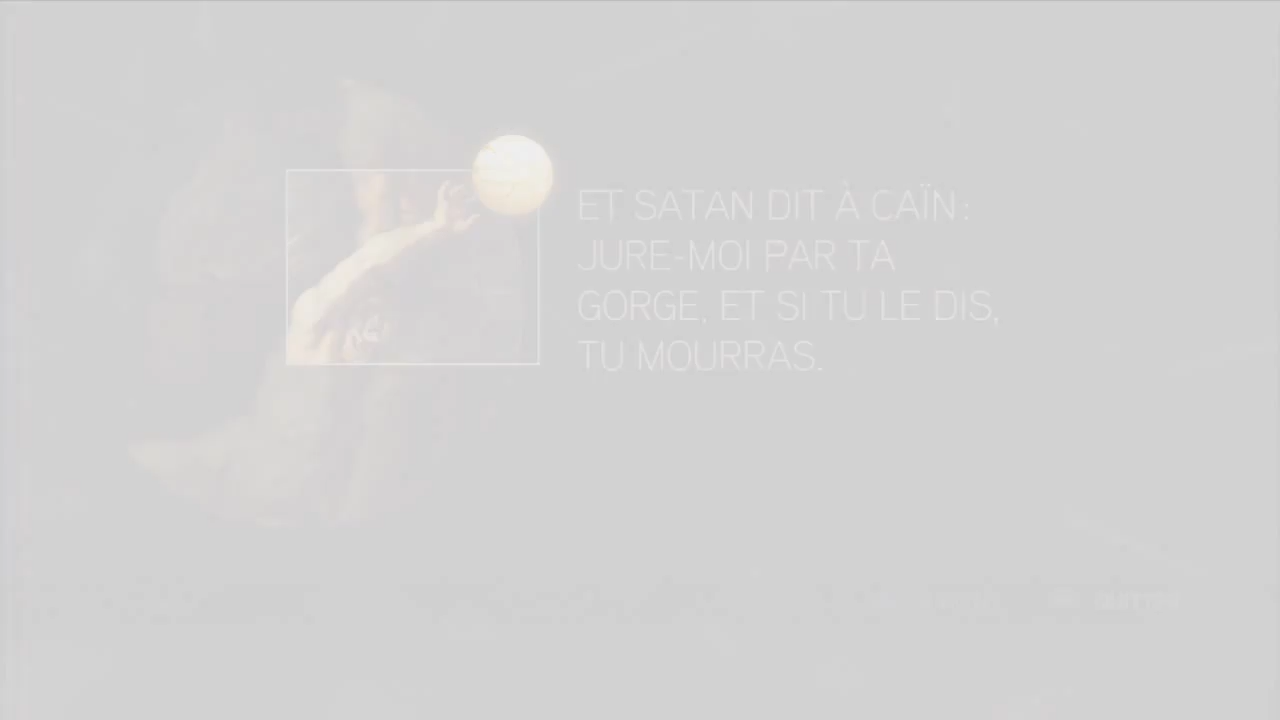 ET SATAN DIT À CAÏN :
JURE-MOI PAR TA
GORGE, ET SI TU LE DIS,
TU MOURRAS.